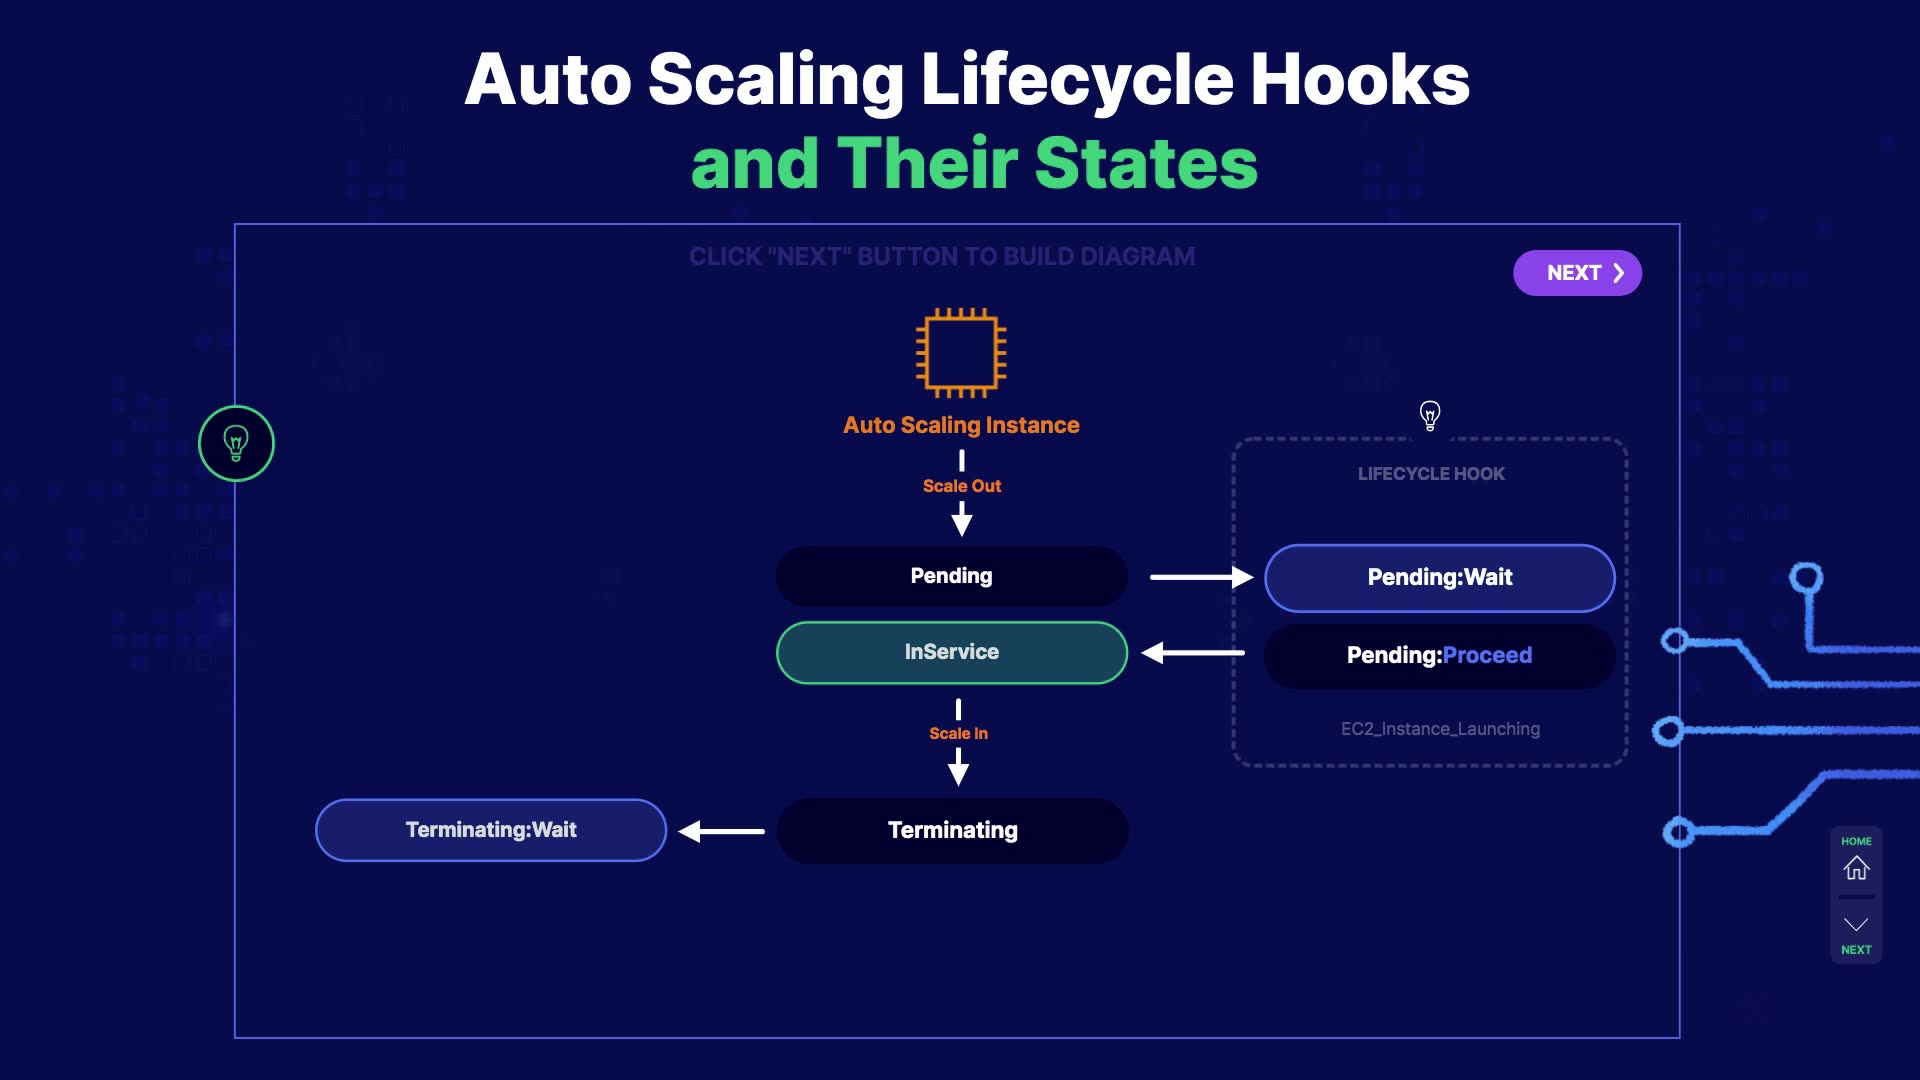 Auto Scaling Lifecycle Hooks
and Their States
CLICK "NEXT" BUTTON TO BUILD DIAGRAM
NEXT
Auto Scaling Instance
Scale Out
LIFECYCLE HOOK
Pending
Pending:Wait
InService
Pending:Proceed
Scale In
EC2_Instance_Launching
Terminating:Wait
Terminating
HOME
NEXT